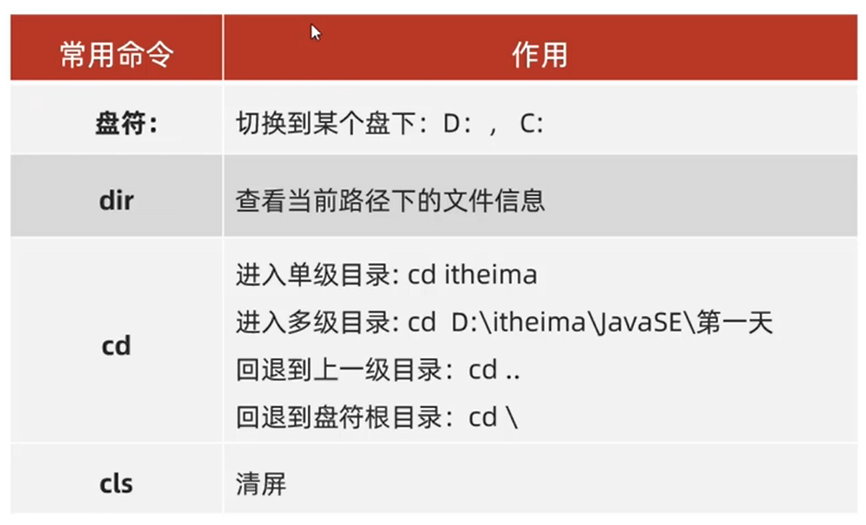 常用命令 作用
盘符： 切换到某个盘下：D： ， C:
dir 查看当前路径下的文件信息
cd
进入单级目录: cd itheima
进入多级目录: cd D:\itheima\JavaSE\第一天
回退到上一级目录：cd ..
回退到盘符根目录：cd \
cls 清屏